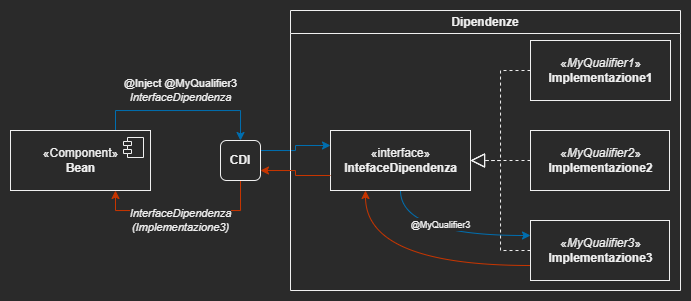 Dipendenze
@Inject @MyQualifier3
InterfaceDipendenza
«Component»
Bean
CDI
InterfaceDipendenza
(Implementazione3)
«interface»
IntefaceDipendenza
@MyQualifier3
«MyQualifier1»
Implementazione1
«MyQualifier2»
Implementazione2
«MyQualifier3»
Implementazione3